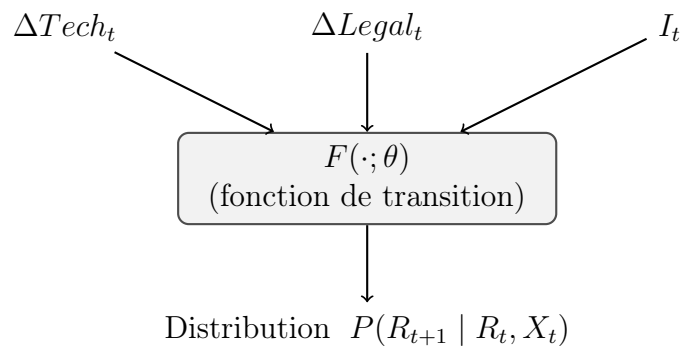 ΔTech_t ΔLegal_t I_t
F(·; θ)
(fonction de transition)
Distribution P(R_{t+1} | R_t, X_t)